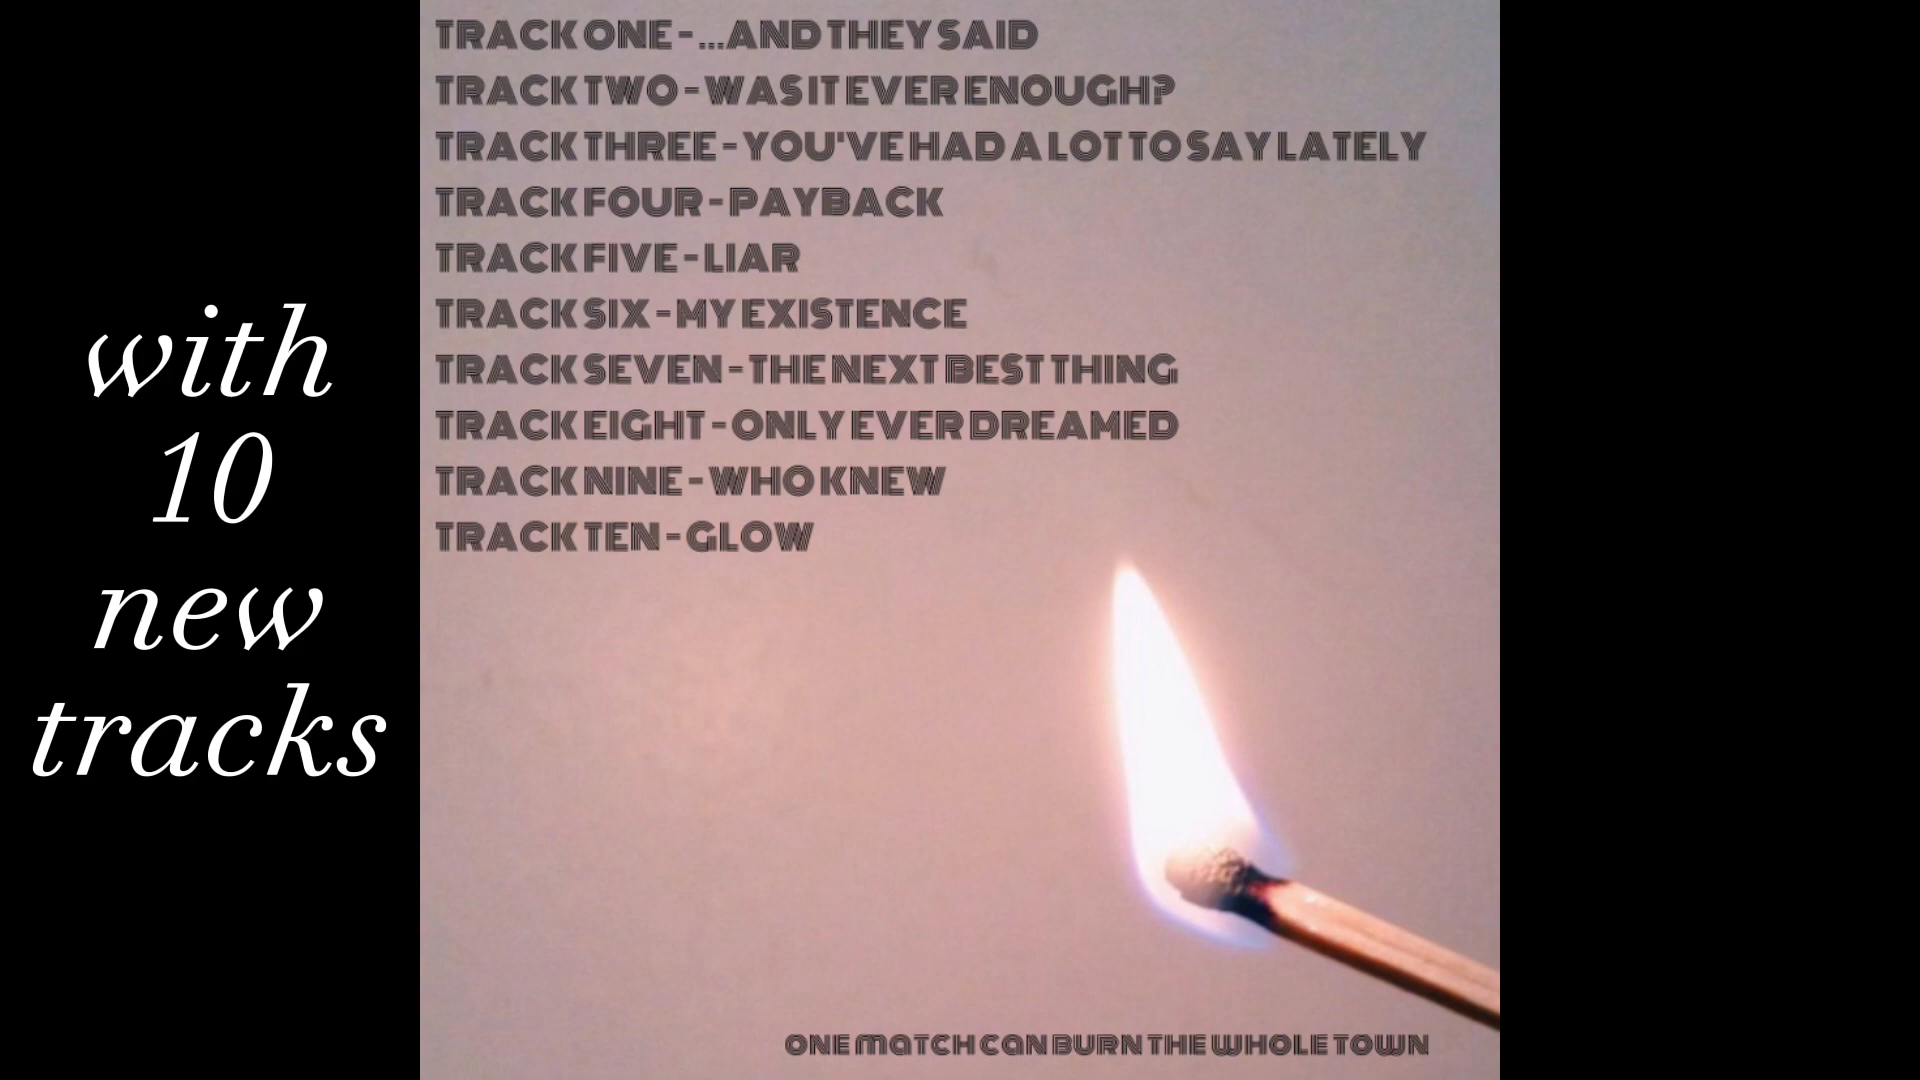 with
10
new
tracks
TRACK ONE - ...AND THEY SAID
TRACK TWO - WAS IT EVER ENOUGH?
TRACK THREE - YOU'VE HAD A LOT TO SAY LATELY
TRACK FOUR - PAYBACK
TRACK FIVE - LIAR
TRACK SIX - MY EXISTENCE
TRACK SEVEN - THE NEXT BEST THING
TRACK EIGHT - ONLY EVER DREAMED
TRACK NINE - WHO KNEW
TRACK TEN - GLOW
ONE MATCH CAN BURN THE WHOLE TOWN